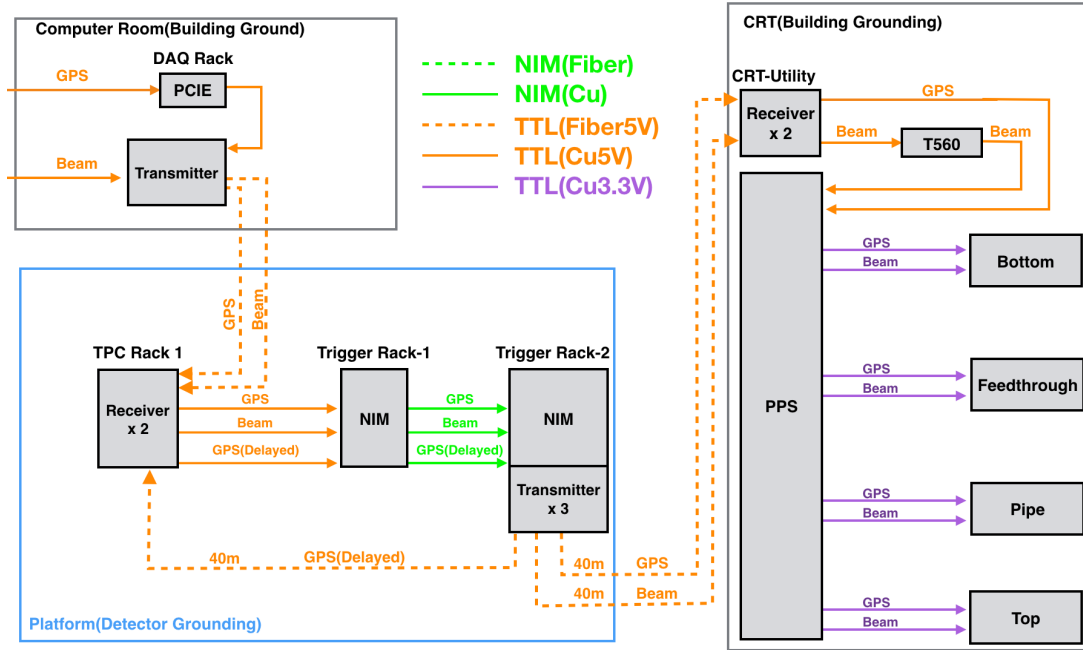 Computer Room(Building Ground)
DAQ Rack
GPS
PCIE
Beam
Transmitter
GPS
Beam
NIM(Fiber)
NIM(Cu)
TTL(Fiber5V)
TTL(Cu5V)
TTL(Cu3.3V)
TPC Rack 1
Receiver
x 2
GPS
Beam
GPS(Delayed)
Trigger Rack-1
NIM
GPS
Beam
GPS(Delayed)
Trigger Rack-2
NIM
Transmitter
x 3
40m
GPS(Delayed)
40m
GPS
40m
Beam
Platform(Detector Grounding)
CRT(Building Grounding)
CRT-Utility
Receiver
x 2
GPS
Beam
T560
Beam
PPS
GPS
Beam
Bottom
GPS
Beam
Feedthrough
GPS
Beam
Pipe
GPS
Beam
Top